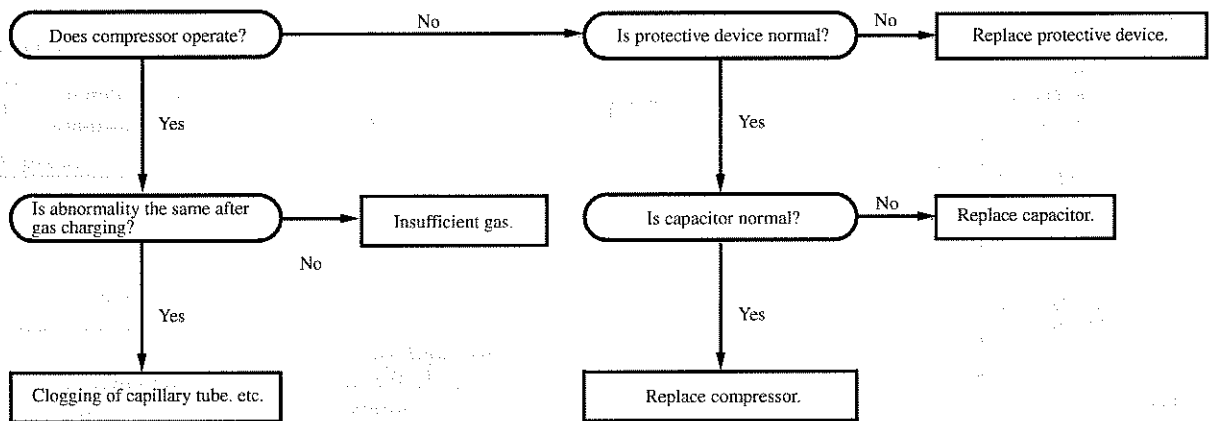 Does compressor operate?
No
Is protective device normal?
No
Replace protective device.
Yes
Yes
Is abnormality the same after
gas charging?
Insufficient gas.
No
Is capacitor normal?
No
Replace capacitor.
Yes
Yes
Clogging of capillary tube. etc.
Replace compressor.